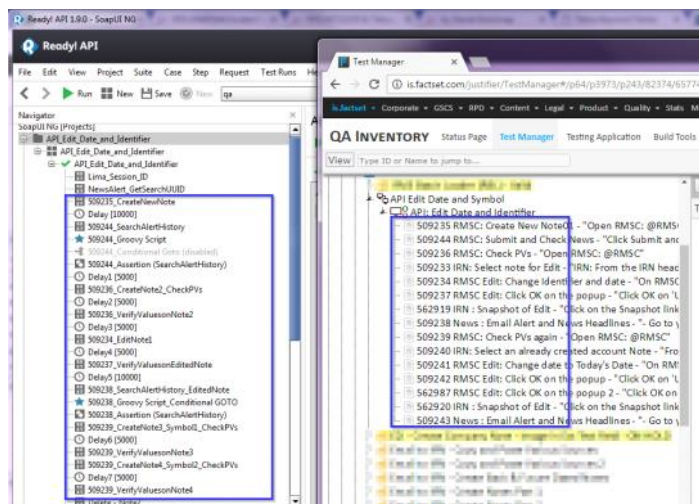 Ready! API 1.9.0 - SoapUI NG
Ready! API
File Edit View Project Suite Case Step Request Test Runs He
Run New Save New qa
Navigator
SoapUI NG [Projects]
API_Edit_Date_and_Identifier
API_Edit_Date_and_Identifier
API_Edit_Date_and_Identifier
Lima_Session_ID
NewsAlert_GetSearchUUID
509235_CreateNewNote
Delay [10000]
509244_SearchAlertHistory
509244_Groovy Script
509244_Conditional Goto (disabled)
509244_Assertion (SearchAlertHistory)
Delay1 [5000]
509236_CreateNote2_CheckPVs
Delay2 [5000]
509236_VerifyValuesonNote2
Delay3 [5000]
509234_EditNote1
Delay4 [5000]
509237_VerifyValuesonEditedNote
Delay5 [10000]
509238_SearchAlertHistory_EditedNote
509238_Groovy Script_Conditional GOTO
509238_Assertion (SearchAlertHistory)
509239_CreateNote3_Symbol1_CheckPVs
Delay6 [5000]
509239_VerifyValuesonNote3
509239_CreateNote4_Symbol2_CheckPVs
Delay7 [5000]
509239_VerifyValuesonNote4
Test Manager
is.factset.com/justifier/TestManager#/p64/p3973/p243/82374/65774
is.factset Corporate GSCS RPD Content Legal Product Quality Stats M
QA INVENTORY Status Page Test Manager Testing Application Build Tools
View Type ID or Name to jump to...
API Edit Date and Symbol
API: Edit Date and Identifier
509235 RMSC: Create New Note01 - "Open RMSC: @RMS
509244 RMSC: Submit and Check News - "Click Submit and
509236 RMSC: Check PVs - "Open RMSC: @RMSC"
509233 IRN: Select note for Edit - "IRN: From the IRN head
509234 RMSC Edit: Change Identifier and date - "On RMSC
509237 RMSC Edit: Click OK on the popup - "Click OK on 'U
562919 IRN : Snapshot of Edit - "Click on the Snapshot link
509238 News : Email Alert and News Headlines - "- Go to y
509239 RMSC: Check PVs again - "Open RMSC: @RMSC"
509240 IRN: Select an already created account Note - "Fro
509241 RMSC Edit: Change date to Today's Date - "On RM
509242 RMSC Edit: Click OK on the popup - "Click OK on 'U
562987 RMSC Edit: Click OK on the popup 2 - "Click OK on
562920 IRN : Snapshot of Edit - "Click on the Snapshot link
509243 News : Email Alert and News Headlines - "- Go to y